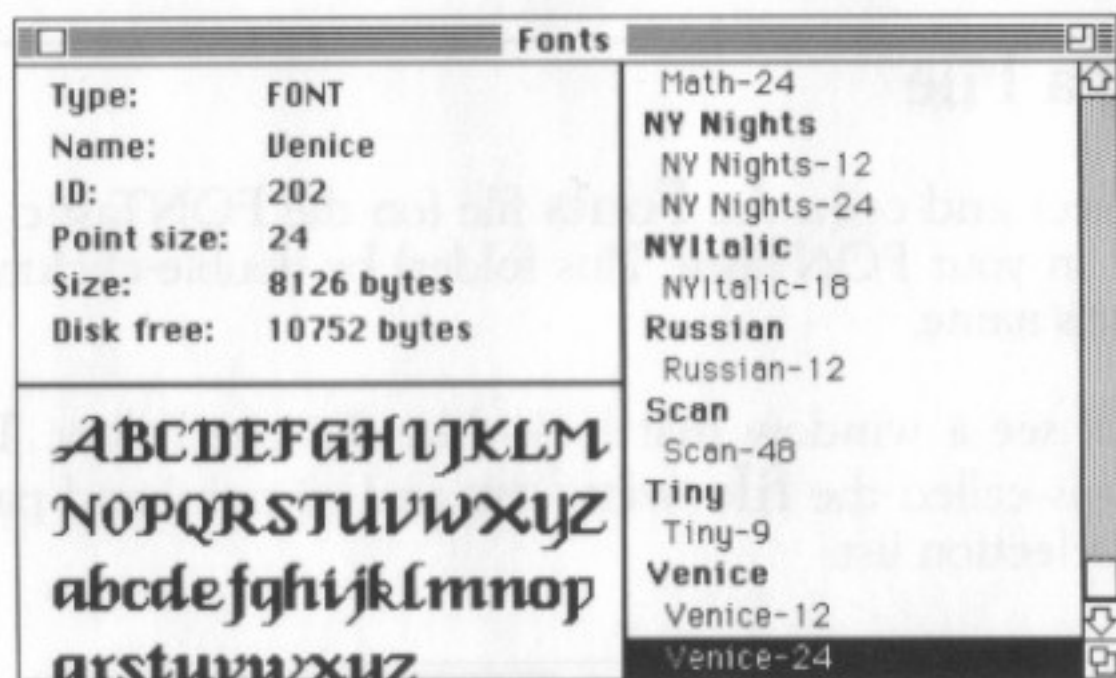 Fonts
Type: FONT
Name: Venice
ID: 202
Point size: 24
Size: 8126 bytes
Disk free: 10752 bytes
ABCDEFGHIJKLM
NOPQRSTUVWXYZ
abcdefghijklmnop
qrstuvwxyz
Math-24
NY Nights
NY Nights-12
NY Nights-24
NYItalic
NYItalic-18
Russian
Russian-12
Scan
Scan-48
Tiny
Tiny-9
Venice
Venice-12
Venice-24